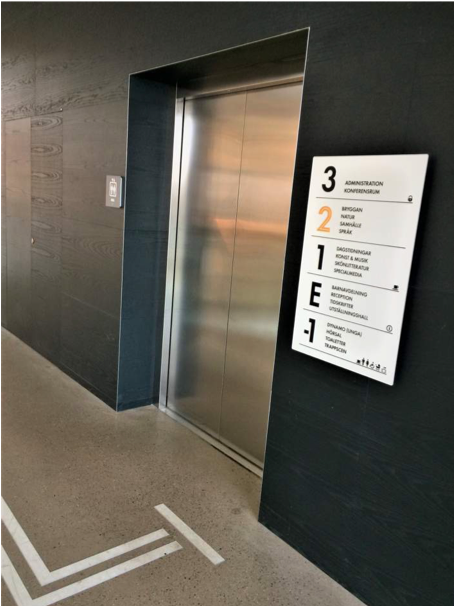 3
ADMINISTRATION
KONFERENSRUM
2
BRYGGAN
NATUR
SAMHÄLLE
SPRÅK
1
DAGSTIDNINGAR
KONST & MUSIK
SKÖNLITTERATUR
SPECIALMEDIA
E
BARNAVDELNING
RECEPTION
TIDSKRIFTER
UTSTÄLLNINGSHALL
-1
DYNAMO (UNGA)
HÖRSAL
TOALETTER
TRAPPSCEN